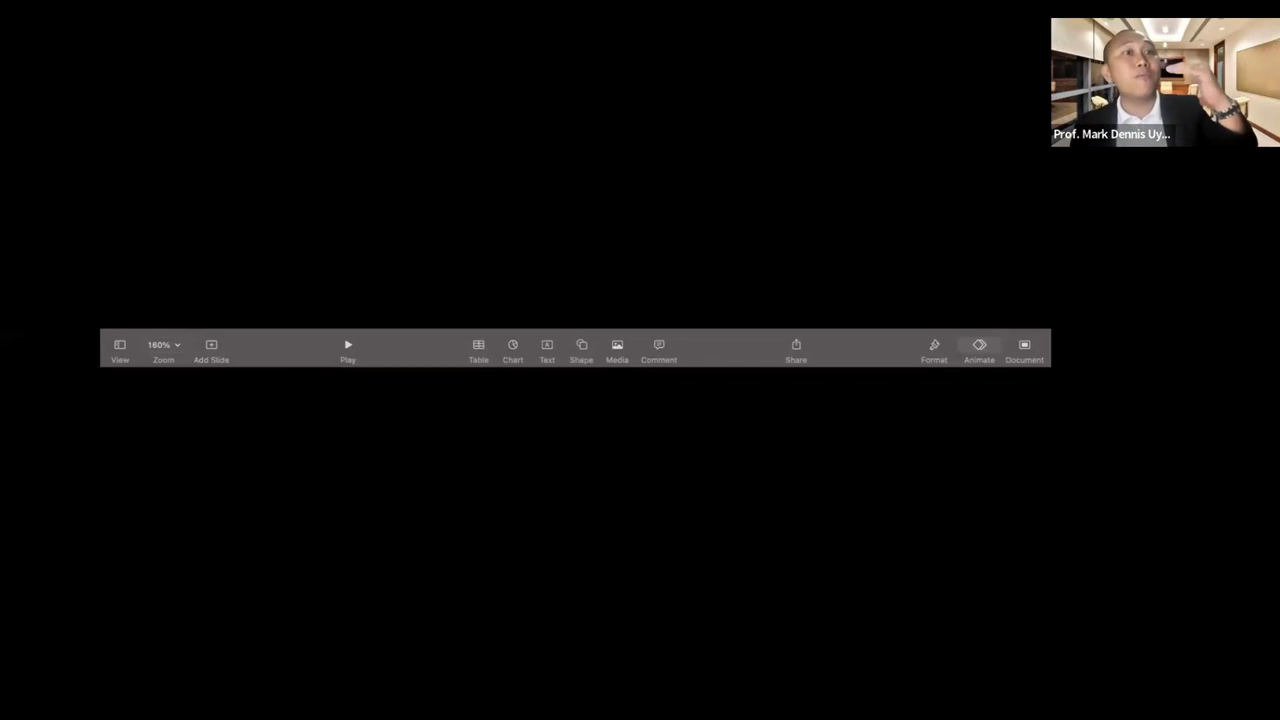 Prof. Mark Dennis Uy...
160%
View Zoom Add Slide Play Table Chart Text Shape Media Comment Share Format Animate Document